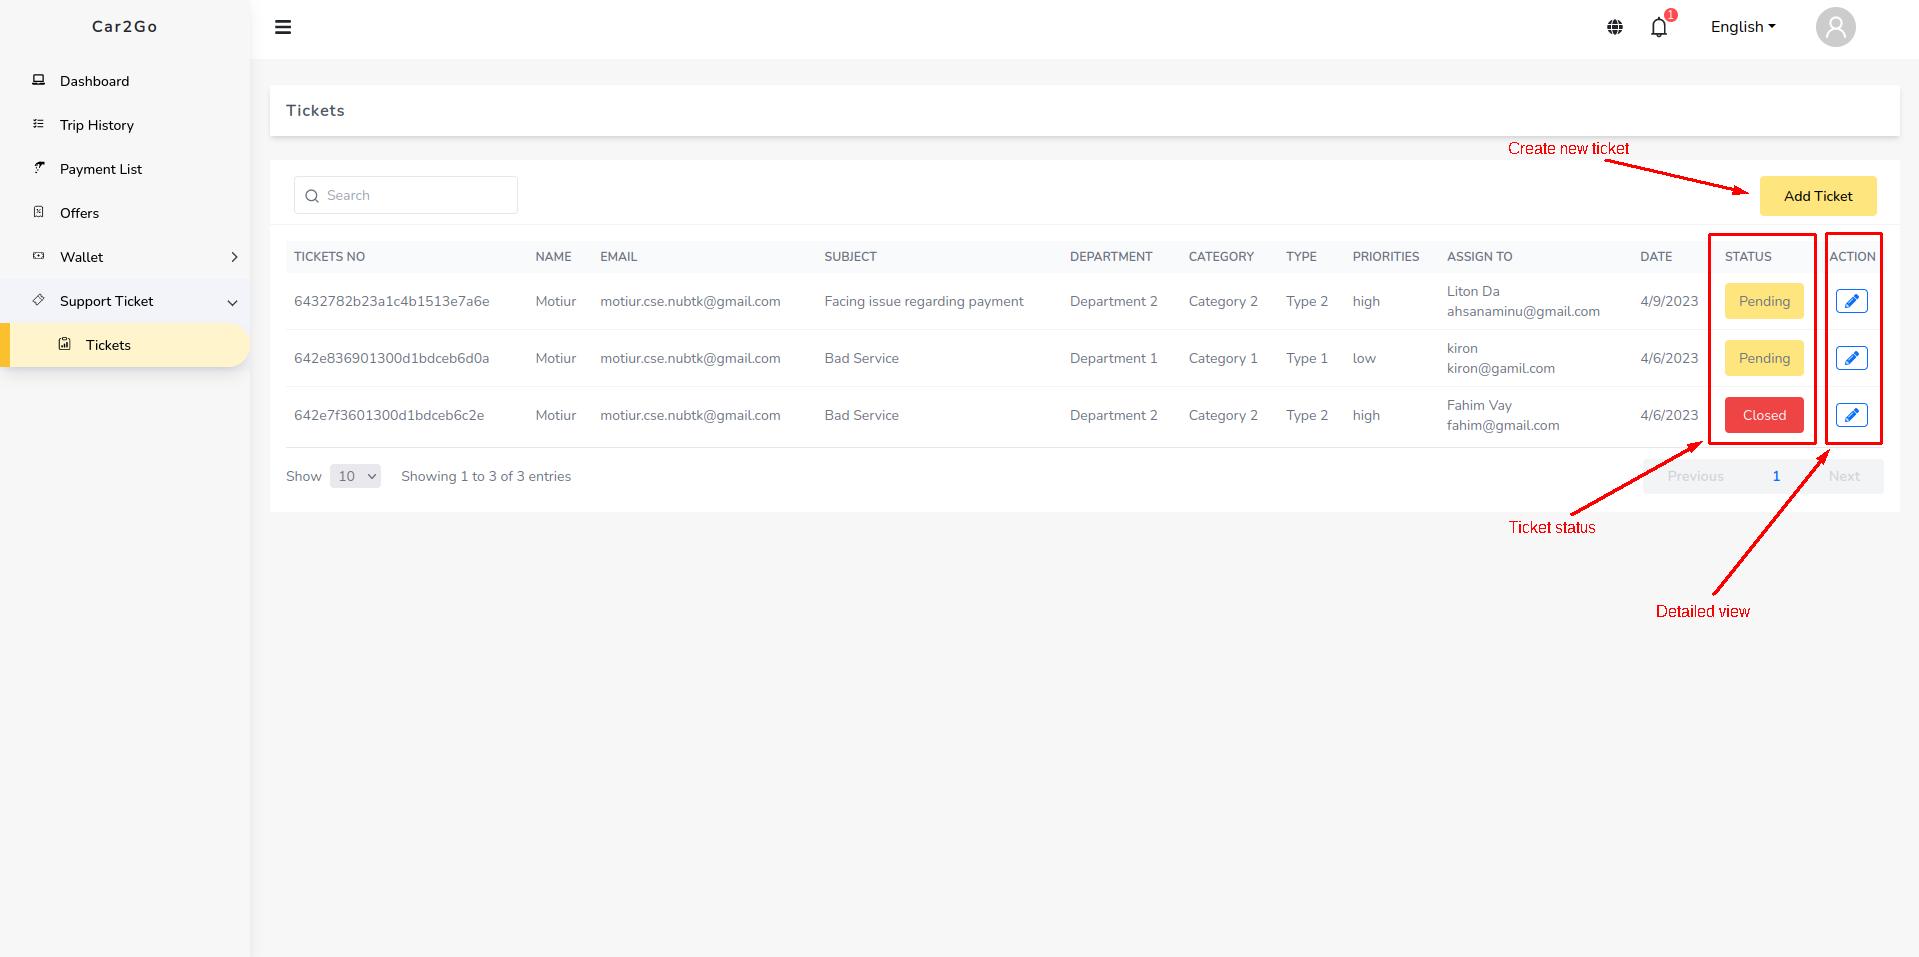 Car2Go
1
English
Dashboard
Trip History
Payment List
Offers
Wallet
Support Ticket
Tickets
Tickets
Create new ticket
Search
Add Ticket
TICKETS NO NAME EMAIL SUBJECT DEPARTMENT CATEGORY TYPE PRIORITIES ASSIGN TO DATE STATUS ACTION
6432782b23a1c4b1513e7a6e Motiur motiur.cse.nubtk@gmail.com Facing issue regarding payment Department 2 Category 2 Type 2 high Liton Da 4/9/2023 Pending
ahsanaminu@gmail.com
642e836901300d1bdceb6d0a Motiur motiur.cse.nubtk@gmail.com Bad Service Department 1 Category 1 Type 1 low kiron 4/6/2023 Pending
kiron@gamil.com
642e7f3601300d1bdceb6c2e Motiur motiur.cse.nubtk@gmail.com Bad Service Department 2 Category 2 Type 2 high Fahim Vay 4/6/2023 Closed
fahim@gmail.com
Show 10 Showing 1 to 3 of 3 entries Previous 1 Next
Ticket status
Detailed view